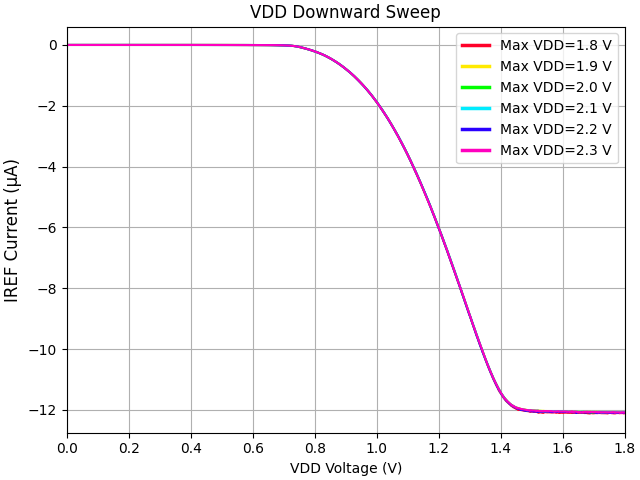 VDD Downward Sweep
IREF Current (µA)
0
−2
−4
−6
−8
−10
−12
Max VDD=1.8 V
Max VDD=1.9 V
Max VDD=2.0 V
Max VDD=2.1 V
Max VDD=2.2 V
Max VDD=2.3 V
0.0 0.2 0.4 0.6 0.8 1.0 1.2 1.4 1.6 1.8
VDD Voltage (V)